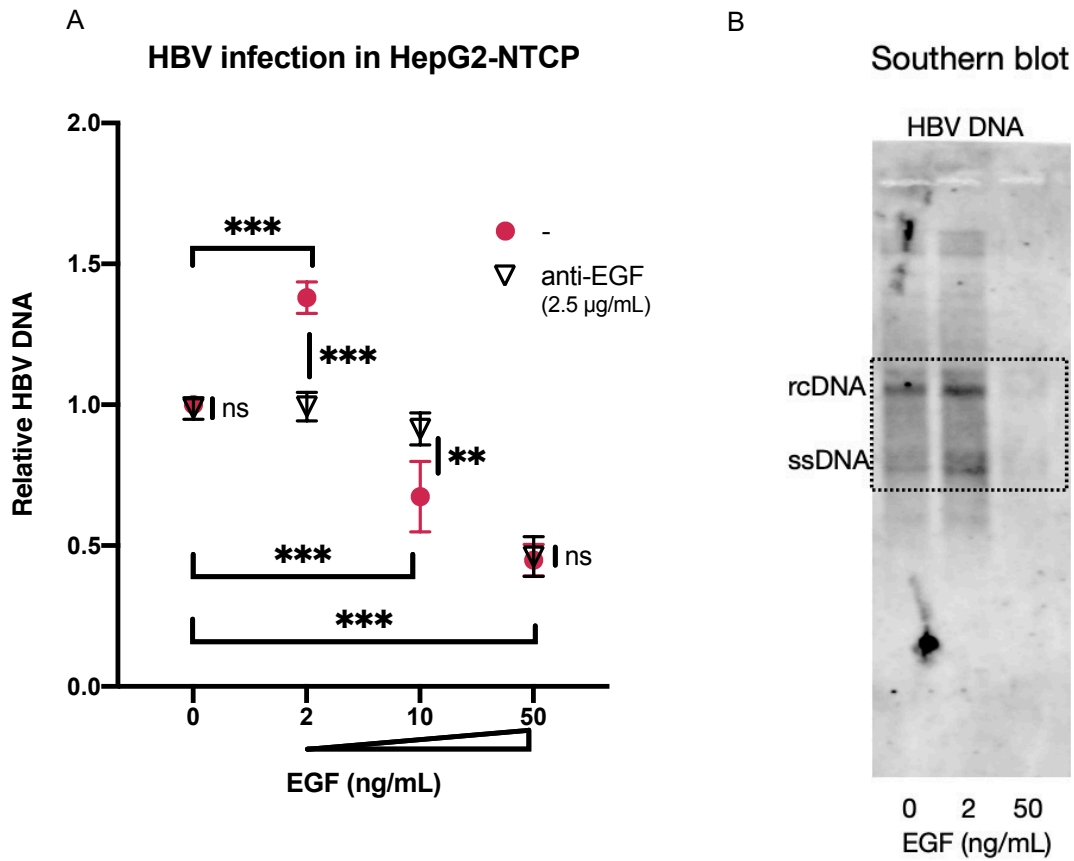 A
HBV infection in HepG2-NTCP
2.0
1.5
1.0
0.5
0.0
Relative HBV DNA
***
-
anti-EGF
(2.5 µg/mL)
***
ns
**
***
ns
***
0 2 10 50
EGF (ng/mL)
B
Southern blot
HBV DNA
rcDNA
ssDNA
0 2 50
EGF (ng/mL)